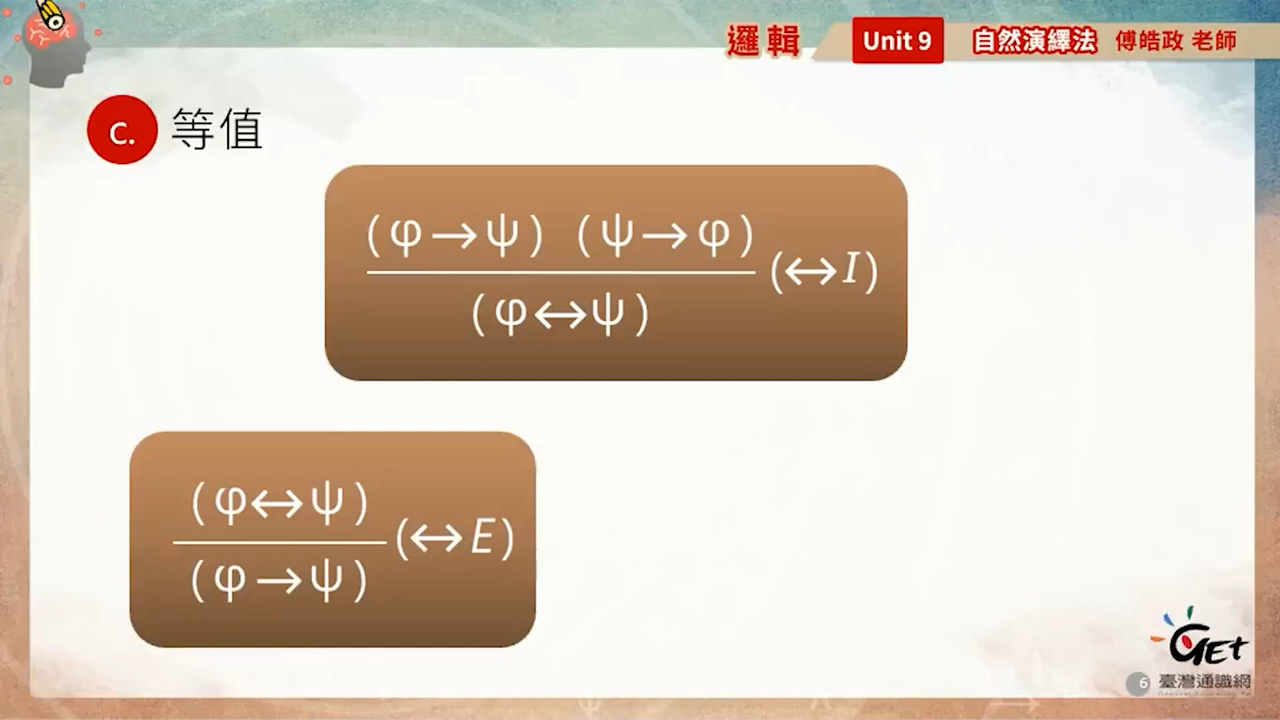 邏輯 Unit 9 自然演繹法 傅皓政 老師
c. 等值
(φ→ψ) (ψ→φ)
(↔I)
(φ↔ψ)
(φ↔ψ)
(↔E)
(φ→ψ)
GEt
6 臺灣通識網